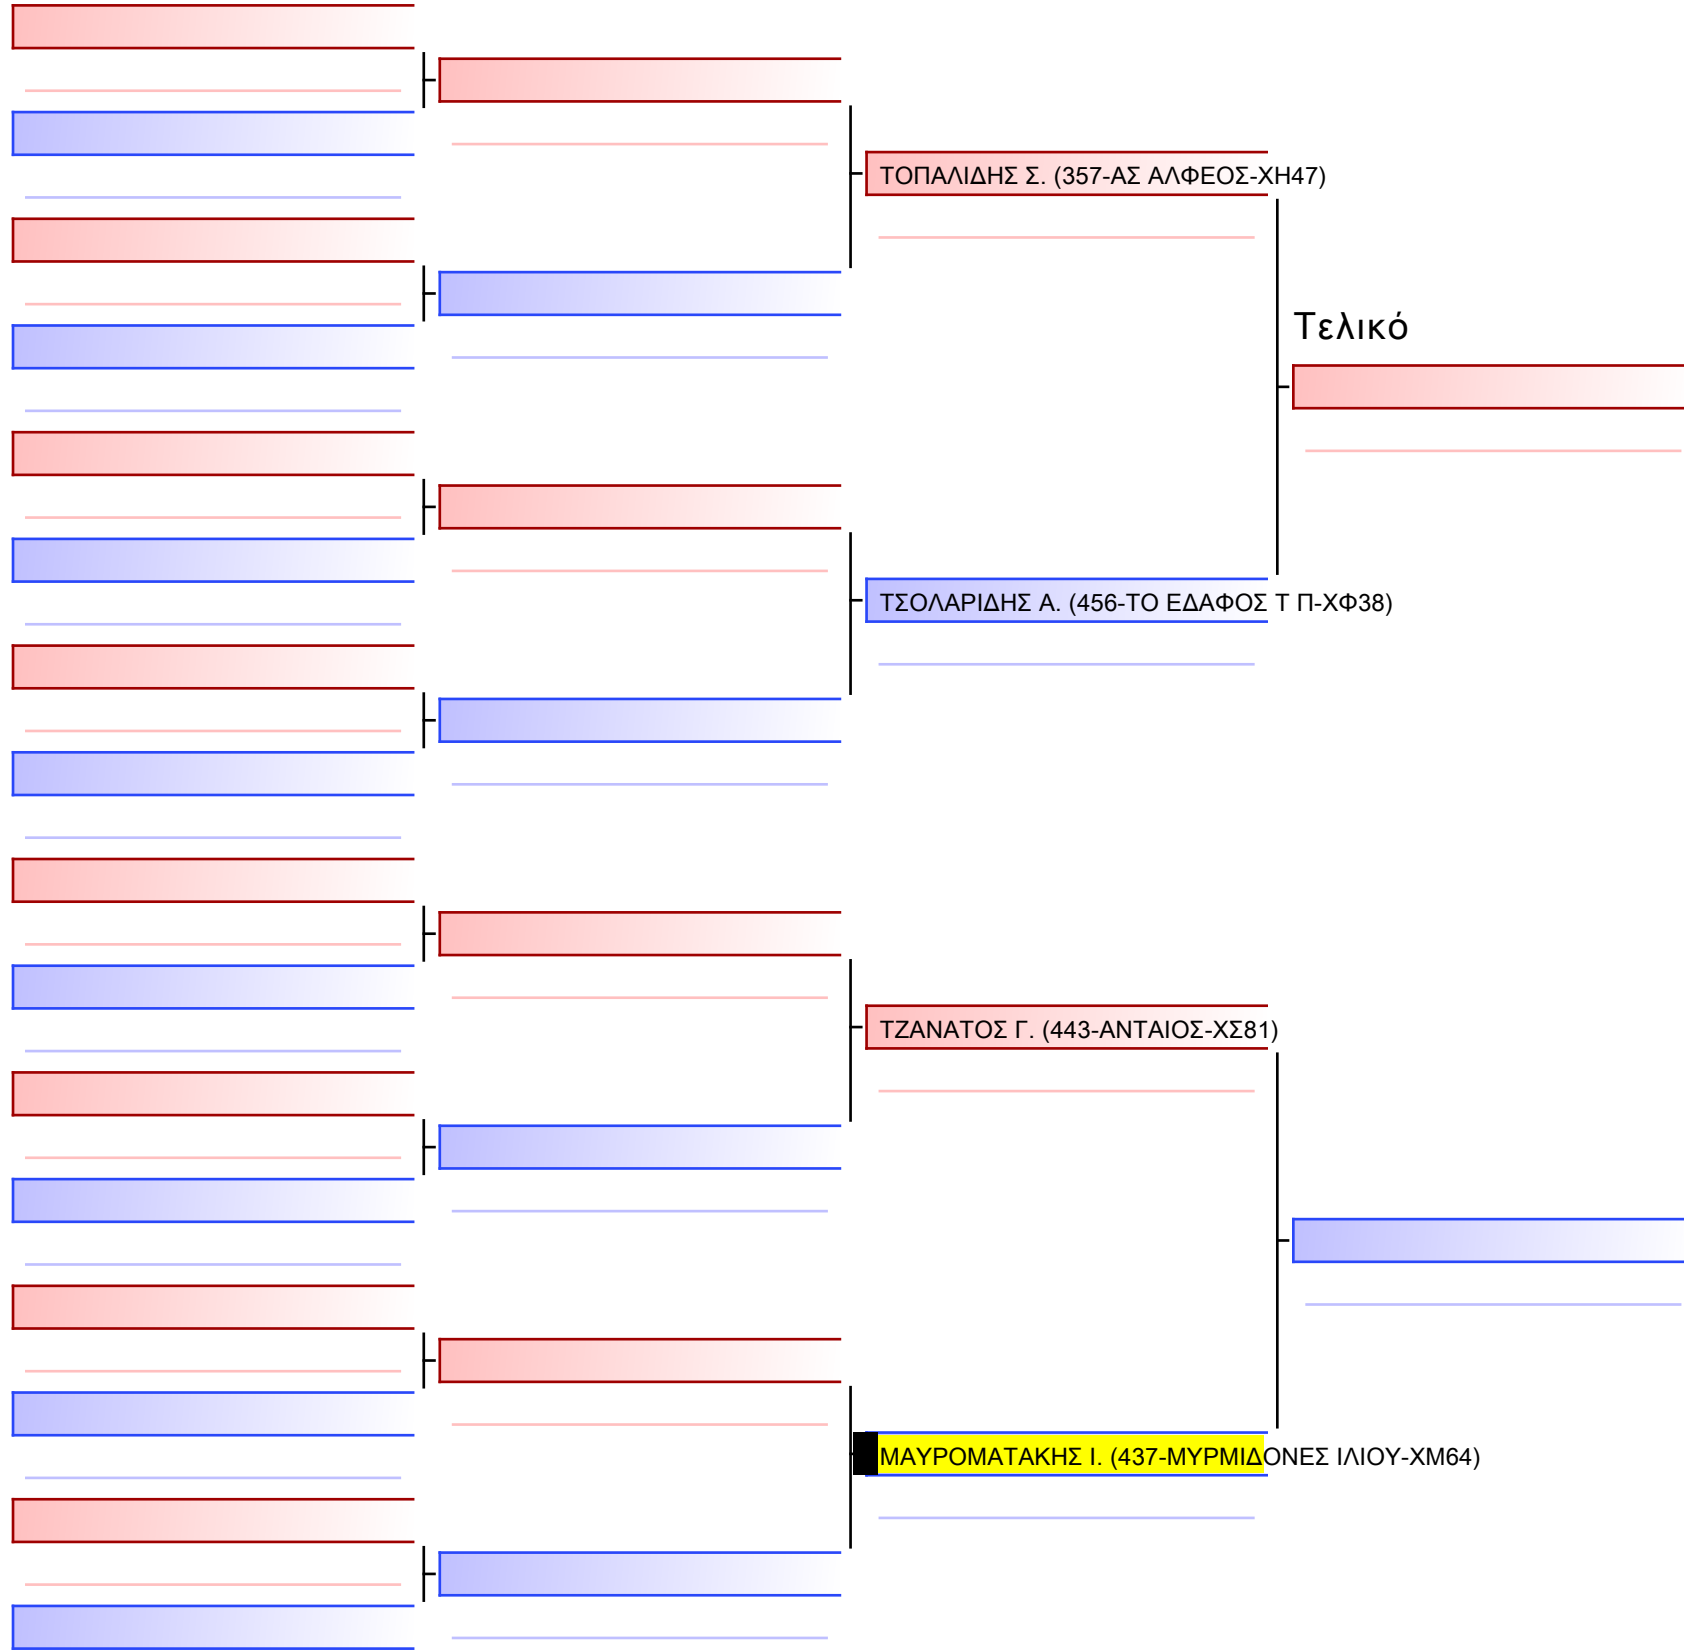 ΤΟΠΑΛΙΔΗΣ Σ. (357-ΑΣ ΑΛΦΕΟΣ-ΧΗ47)
Τελικό
ΤΣΟΛΑΡΙΔΗΣ Α. (456-ΤΟ ΕΔΑΦΟΣ Τ Π-ΧΦ38)
ΤΖΑΝΑΤΟΣ Γ. (443-ΑΝΤΑΙΟΣ-ΧΣ81)
ΜΑΥΡΟΜΑΤΑΚΗΣ Ι. (437-ΜΥΡΜΙΔΟΝΕΣ ΙΛΙΟΥ-ΧΜ64)